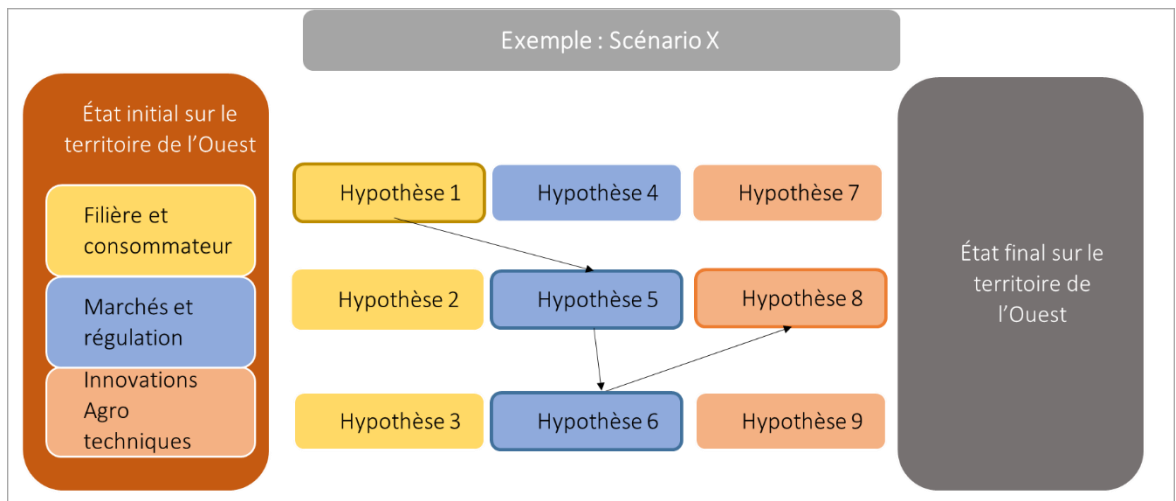 Exemple : Scénario X
État initial sur le
territoire de l'Ouest
Filière et
consommateur
Marchés et
régulation
Innovations
Agro
techniques
Hypothèse 1
Hypothèse 4
Hypothèse 7
Hypothèse 2
Hypothèse 5
Hypothèse 8
Hypothèse 3
Hypothèse 6
Hypothèse 9
État final sur le
territoire de
l'Ouest